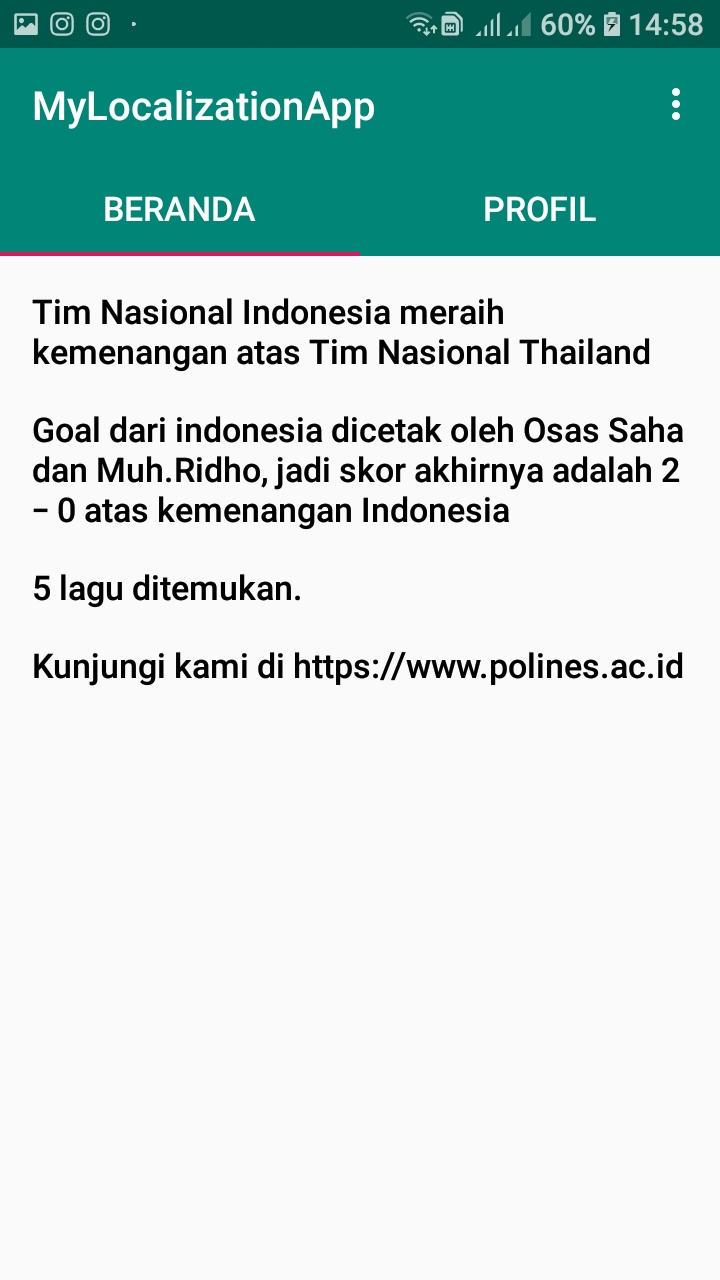 60% 14:58
MyLocalizationApp
BERANDA PROFIL
Tim Nasional Indonesia meraih
kemenangan atas Tim Nasional Thailand
Goal dari indonesia dicetak oleh Osas Saha
dan Muh.Ridho, jadi skor akhirnya adalah 2
– 0 atas kemenangan Indonesia
5 lagu ditemukan.
Kunjungi kami di https://www.polines.ac.id